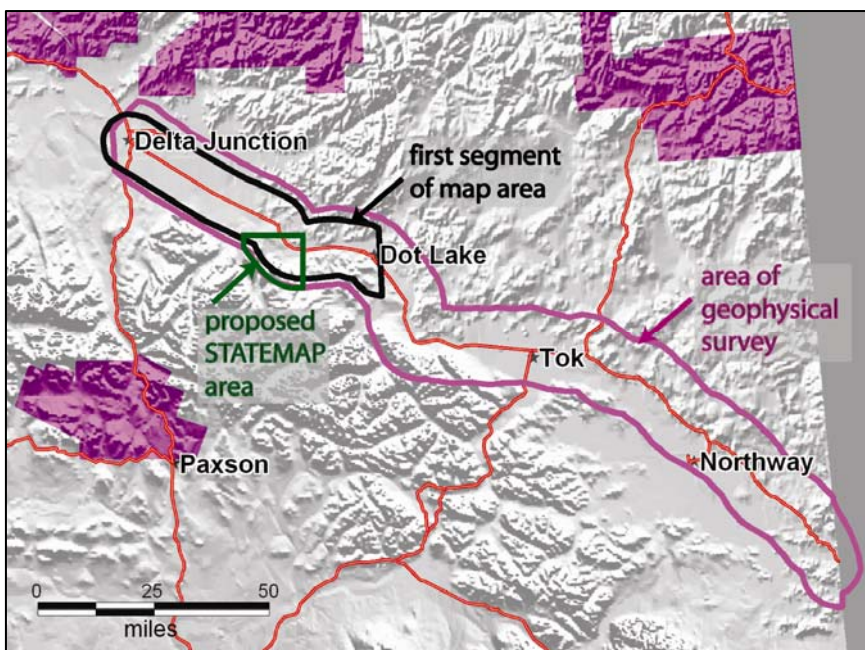 Delta Junction
first segment
of map area
Dot Lake
area of
geophysical
survey
proposed
STATEMAP
area
Tok
Paxson
Northway
0 25 50
miles